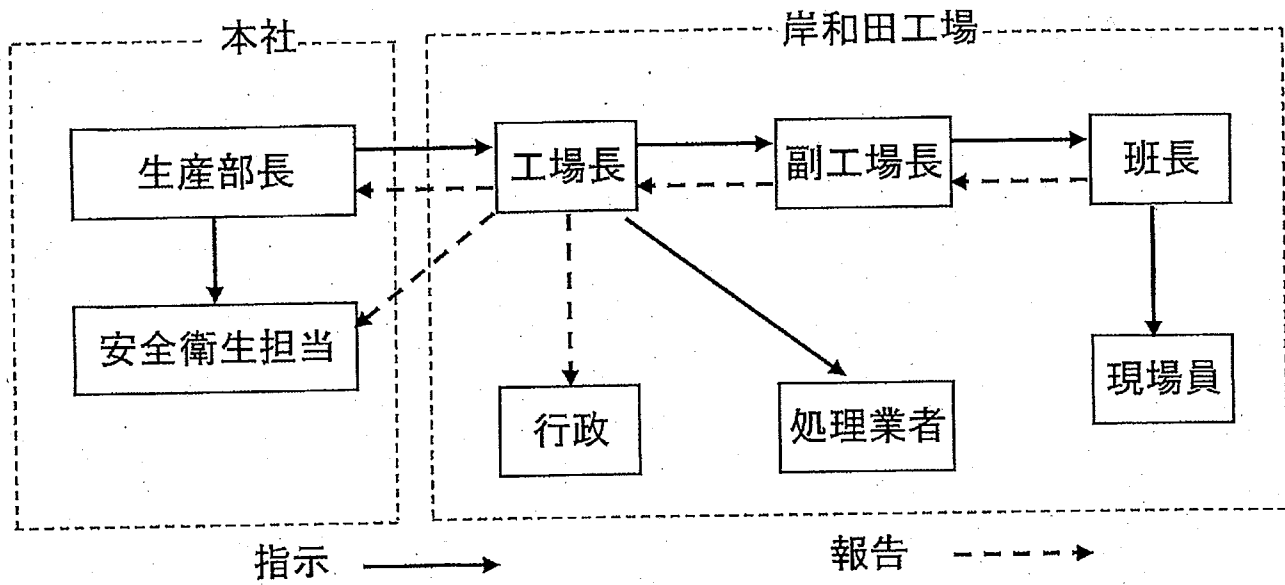 本社
岸和田工場
生産部長
工場長
副工場長
班長
安全衛生担当
行政
処理業者
現場員
指示
報告